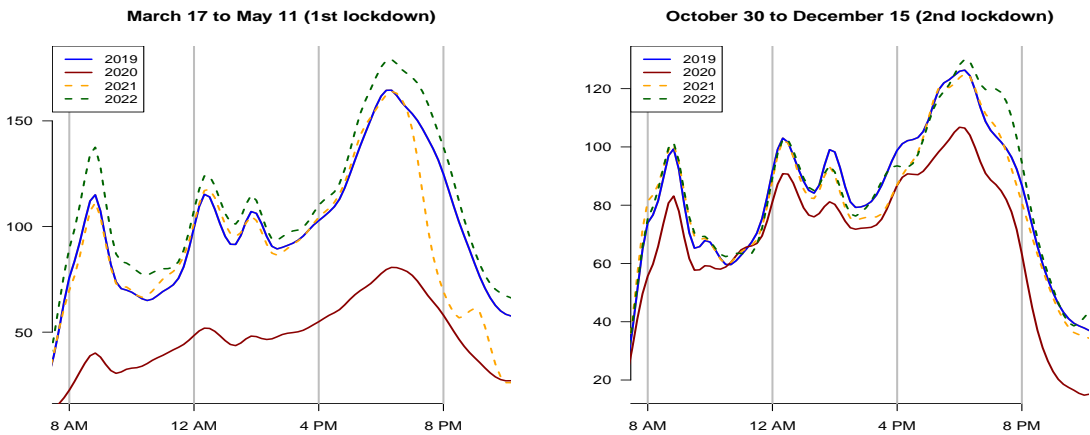 March 17 to May 11 (1st lockdown)
2019
2020
2021
2022
150
100
50
8 AM
12 AM
4 PM
8 PM
October 30 to December 15 (2nd lockdown)
2019
2020
2021
2022
120
100
80
60
40
20
8 AM
12 AM
4 PM
8 PM